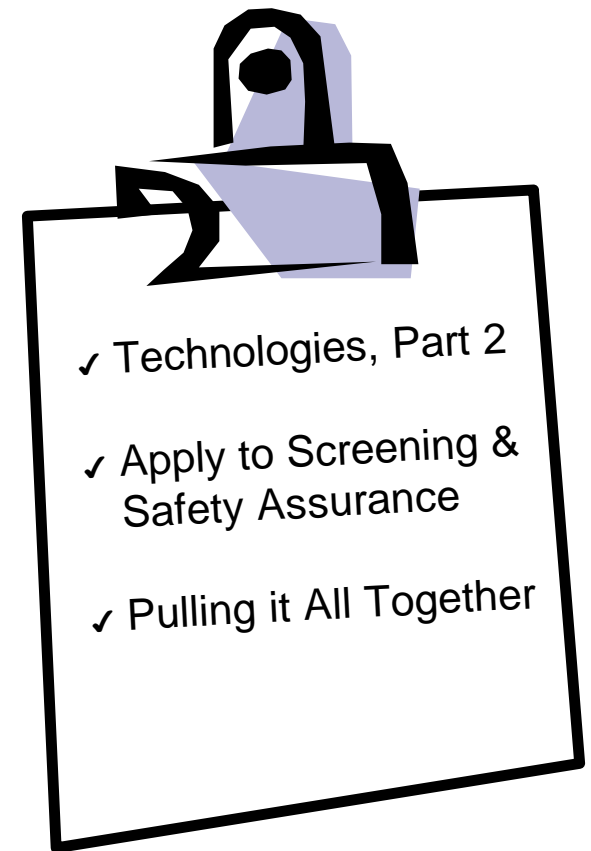 ✓ Technologies, Part 2
✓ Apply to Screening &
Safety Assurance
✓ Pulling it All Together